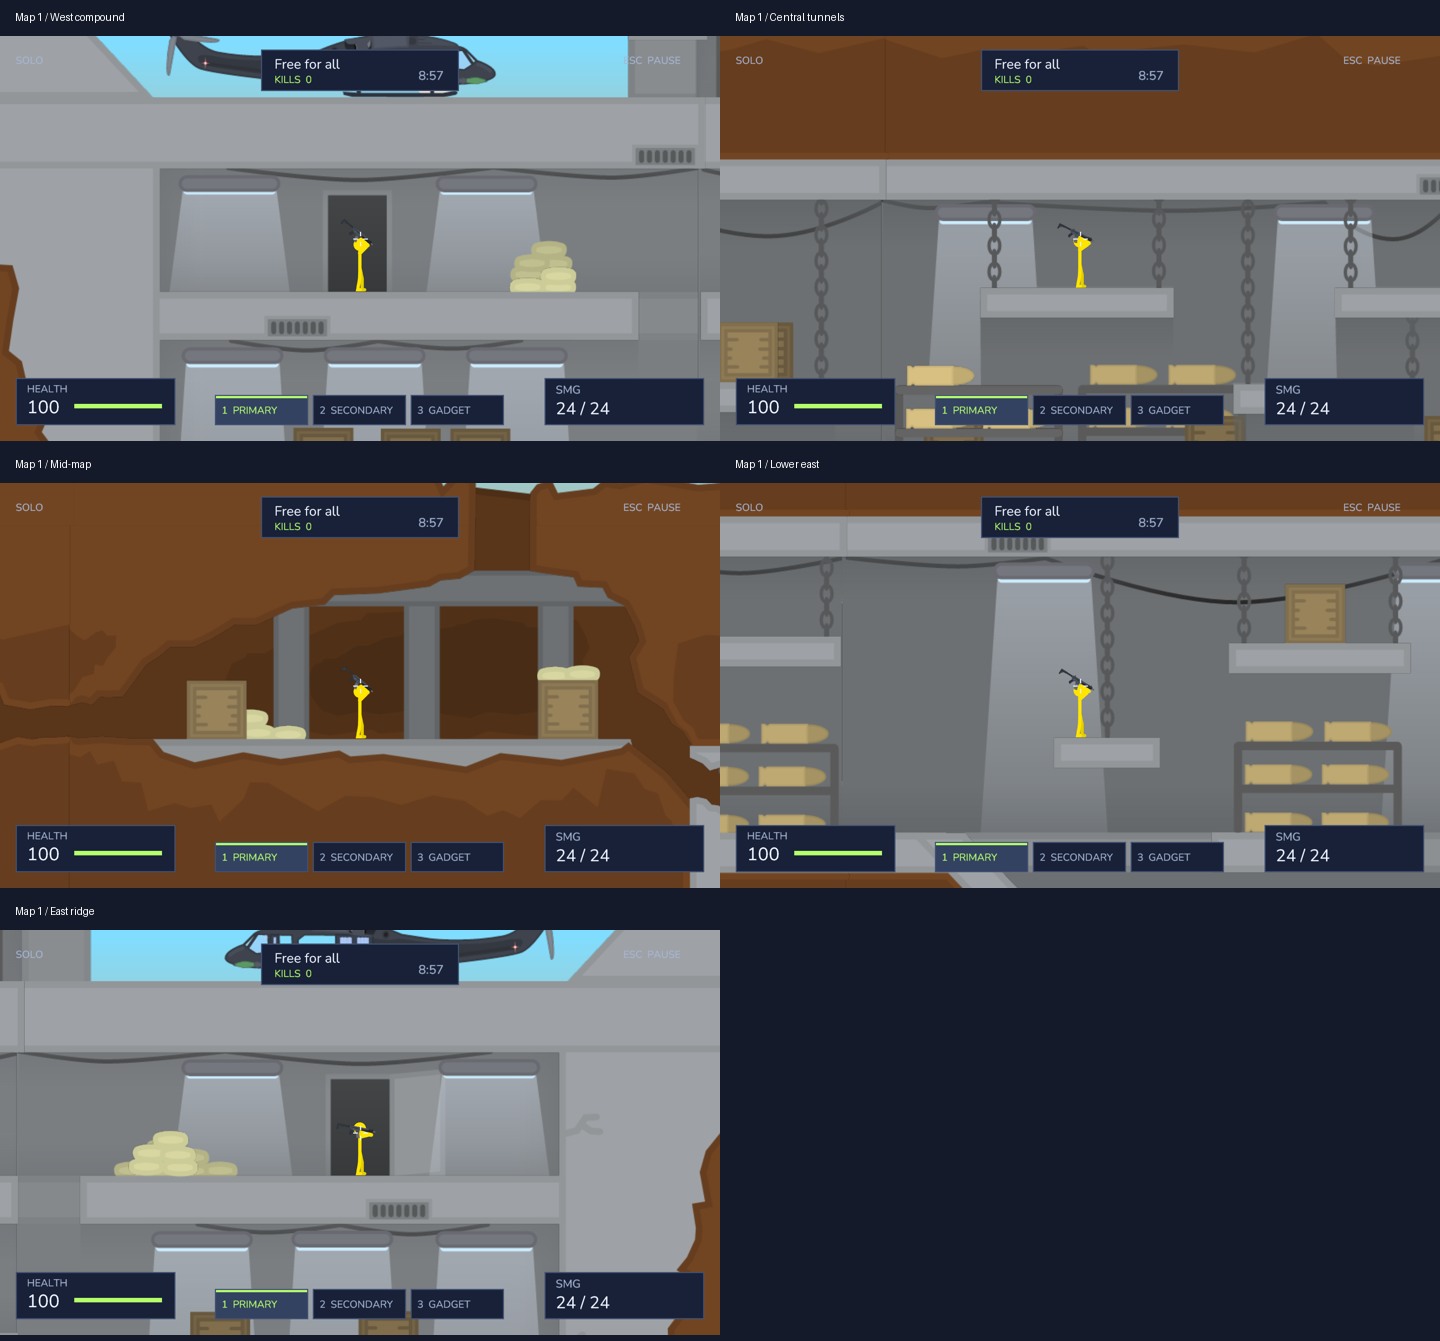 Map 1 / West compound
SOLO
Free for all
KILLS 0
8:57
ESC PAUSE
HEALTH
100
1 PRIMARY
2 SECONDARY
3 GADGET
SMG
24 / 24
Map 1 / Central tunnels
SOLO
Free for all
KILLS 0
8:57
ESC PAUSE
HEALTH
100
1 PRIMARY
2 SECONDARY
3 GADGET
SMG
24 / 24
Map 1 / Mid-map
SOLO
Free for all
KILLS 0
8:57
ESC PAUSE
HEALTH
100
1 PRIMARY
2 SECONDARY
3 GADGET
SMG
24 / 24
Map 1 / Lower east
SOLO
Free for all
KILLS 0
8:57
ESC PAUSE
HEALTH
100
1 PRIMARY
2 SECONDARY
3 GADGET
SMG
24 / 24
Map 1 / East ridge
SOLO
Free for all
KILLS 0
8:57
ESC PAUSE
HEALTH
100
1 PRIMARY
2 SECONDARY
3 GADGET
SMG
24 / 24